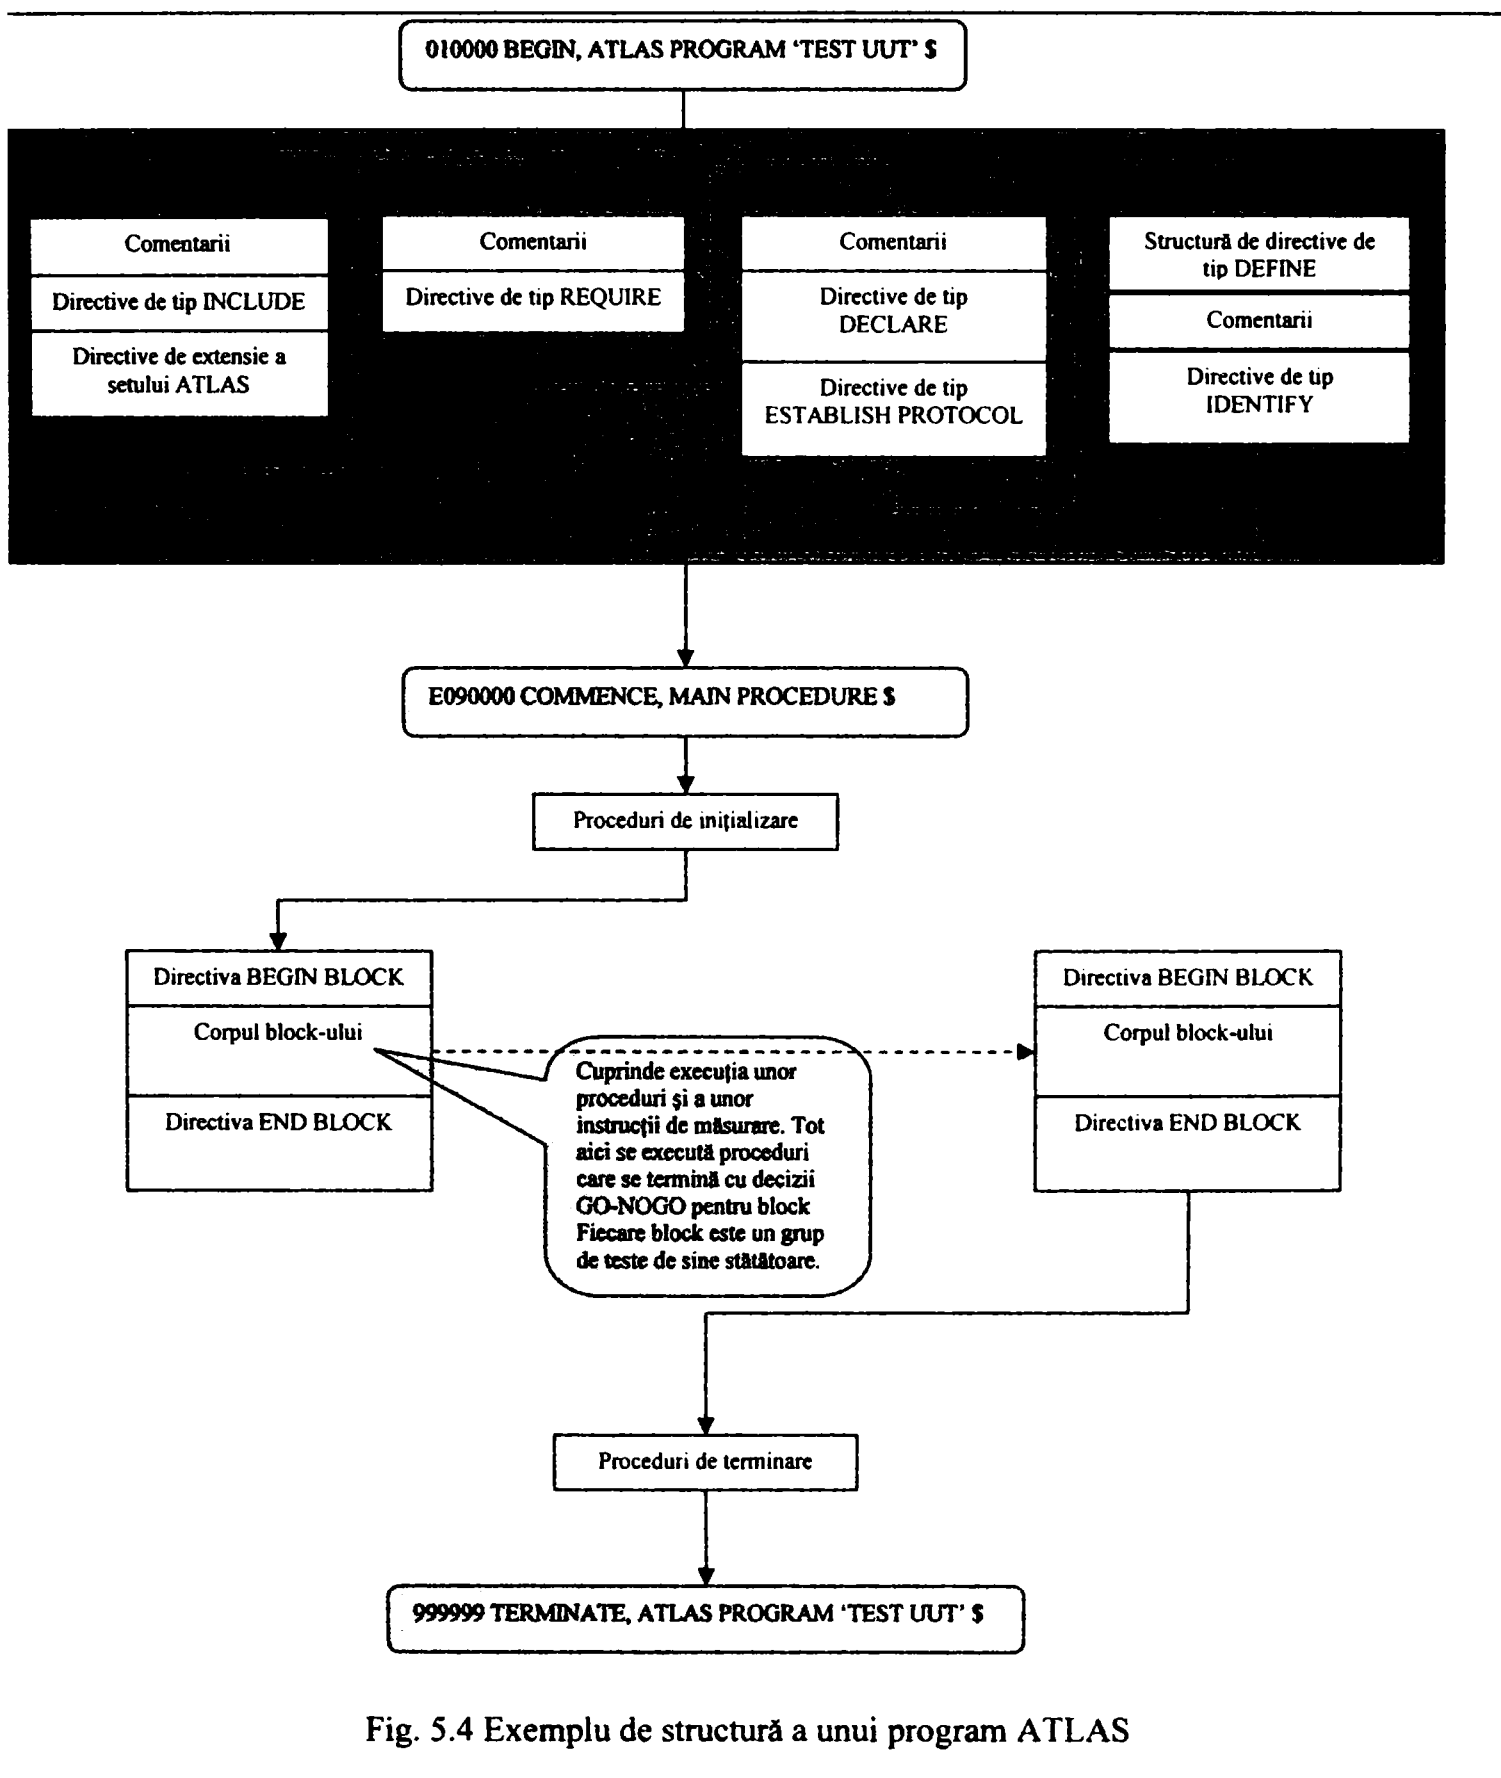 010000 BEGIN, ATLAS PROGRAM ‘TEST UUT’ $
Comentarii
Directive de tip INCLUDE
Directive de extensie a
setului ATLAS
Comentarii
Directive de tip REQUIRE
Comentarii
Directive de tip
DECLARE
Directive de tip
ESTABLISH PROTOCOL
Structură de directive de
tip DEFINE
Comentarii
Directive de tip
IDENTIFY
E090000 COMMENCE, MAIN PROCEDURE $
Proceduri de iniţializare
Directiva BEGIN BLOCK
Corpul block-ului
Directiva END BLOCK
Cuprinde execuţia unor
proceduri şi a unor
instrucţii de măsurare. Tot
aici se execută proceduri
care se termină cu decizii
GO-NOGO pentru block
Fiecare block este un grup
de teste de sine stătătoare.
Directiva BEGIN BLOCK
Corpul block-ului
Directiva END BLOCK
Proceduri de terminare
999999 TERMINATE, ATLAS PROGRAM ‘TEST UUT’ $
Fig. 5.4 Exemplu de structură a unui program ATLAS